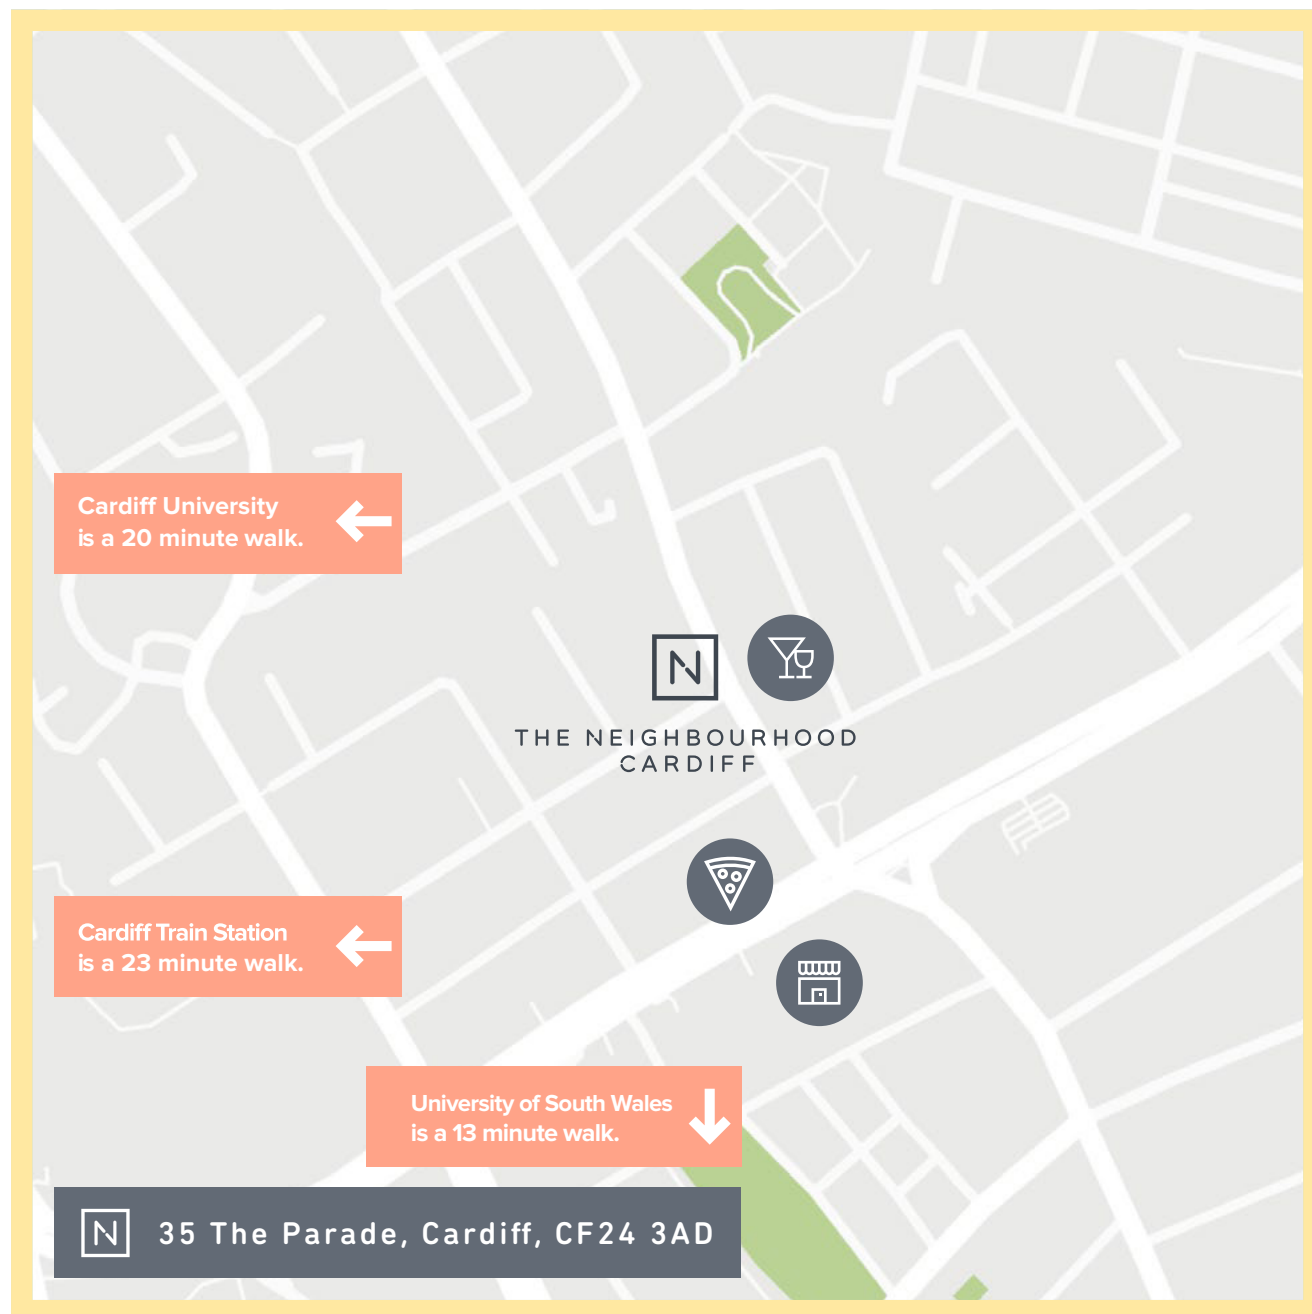 Cardiff University
is a 20 minute walk.
N
THE NEIGHBOURHOOD
CARDIFF
Cardiff Train Station
is a 23 minute walk.
University of South Wales
is a 13 minute walk.
N 35 The Parade, Cardiff, CF24 3AD